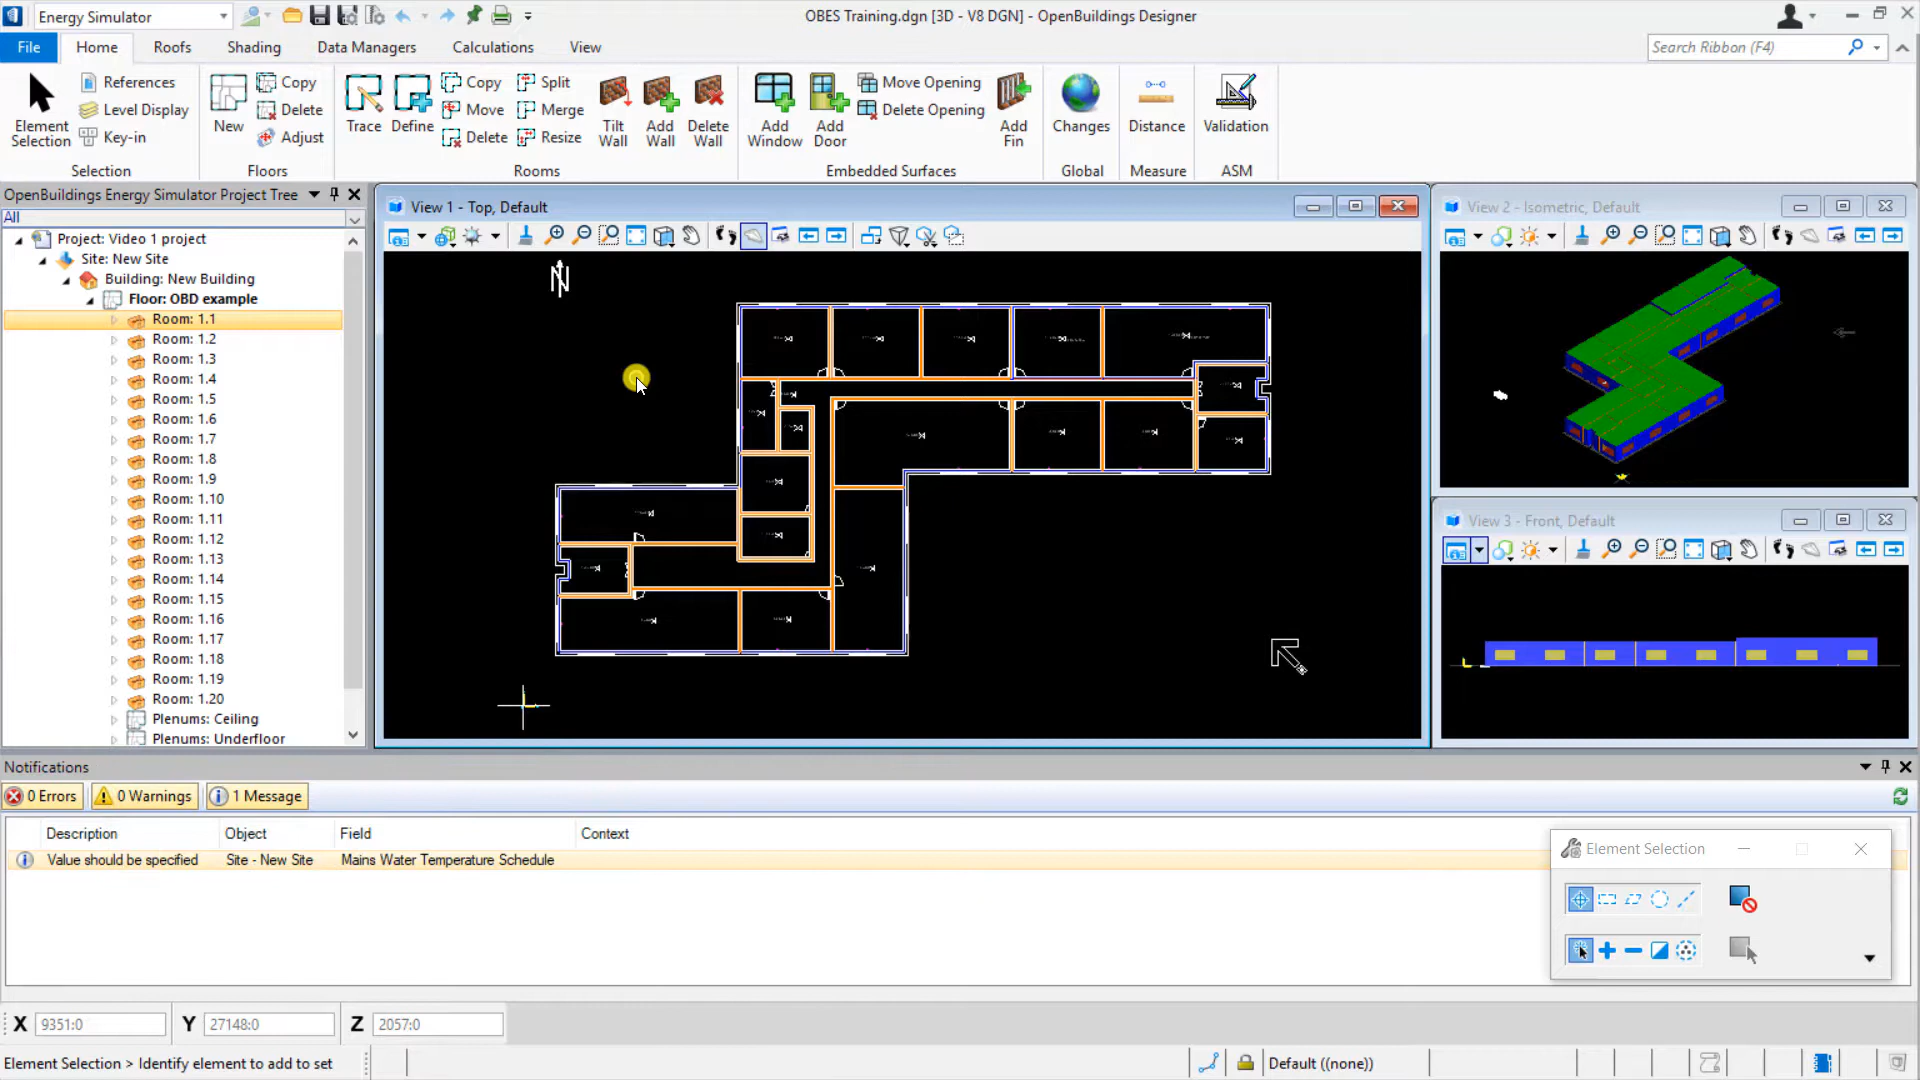 Energy Simulator
OBES Training.dgn [3D - V8 DGN] - OpenBuildings Designer
File
Home
Roofs
Shading
Data Managers
Calculations
View
Search Ribbon (F4)
Element Selection
References
Level Display
Key-in
New
Copy
Delete
Adjust
Trace
Define
Copy
Move
Delete
Split
Merge
Resize
Tilt Wall
Add Wall
Delete Wall
Add Window
Add Door
Move Opening
Delete Opening
Add Fin
Changes
Distance
Validation
Selection
Floors
Rooms
Embedded Surfaces
Global
Measure
ASM
OpenBuildings Energy Simulator Project Tree
All
Project: Video 1 project
Site: New Site
Building: New Building
Floor: OBD example
Room: 1.1
Room: 1.2
Room: 1.3
Room: 1.4
Room: 1.5
Room: 1.6
Room: 1.7
Room: 1.8
Room: 1.9
Room: 1.10
Room: 1.11
Room: 1.12
Room: 1.13
Room: 1.14
Room: 1.15
Room: 1.16
Room: 1.17
Room: 1.18
Room: 1.19
Room: 1.20
Plenums: Ceiling
Plenums: Underfloor
View 1 - Top, Default
N
View 2 - Isometric, Default
View 3 - Front, Default
Notifications
0 Errors
0 Warnings
1 Message
Description Object Field Context
Value should be specified Site - New Site Mains Water Temperature Schedule
Element Selection
X 9351:0 Y 27148:0 Z 2057:0
Element Selection > Identify element to add to set
Default ((none))